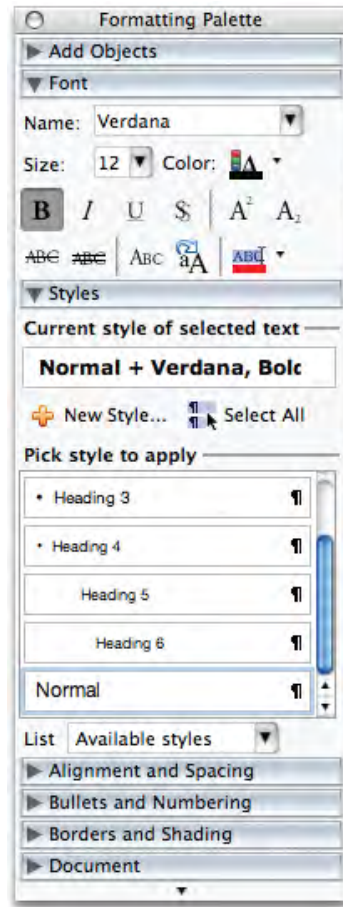 Formatting Palette
Add Objects
Font
Name: Verdana
Size: 12 Color: A
B I U S A² A₂
ABC ABC ABC aA ABC
Styles
Current style of selected text
Normal + Verdana, Bolc
New Style... ¶ ¶ Select All
Pick style to apply
• Heading 3 ¶
• Heading 4 ¶
Heading 5 ¶
Heading 6 ¶
Normal ¶
List Available styles
Alignment and Spacing
Bullets and Numbering
Borders and Shading
Document